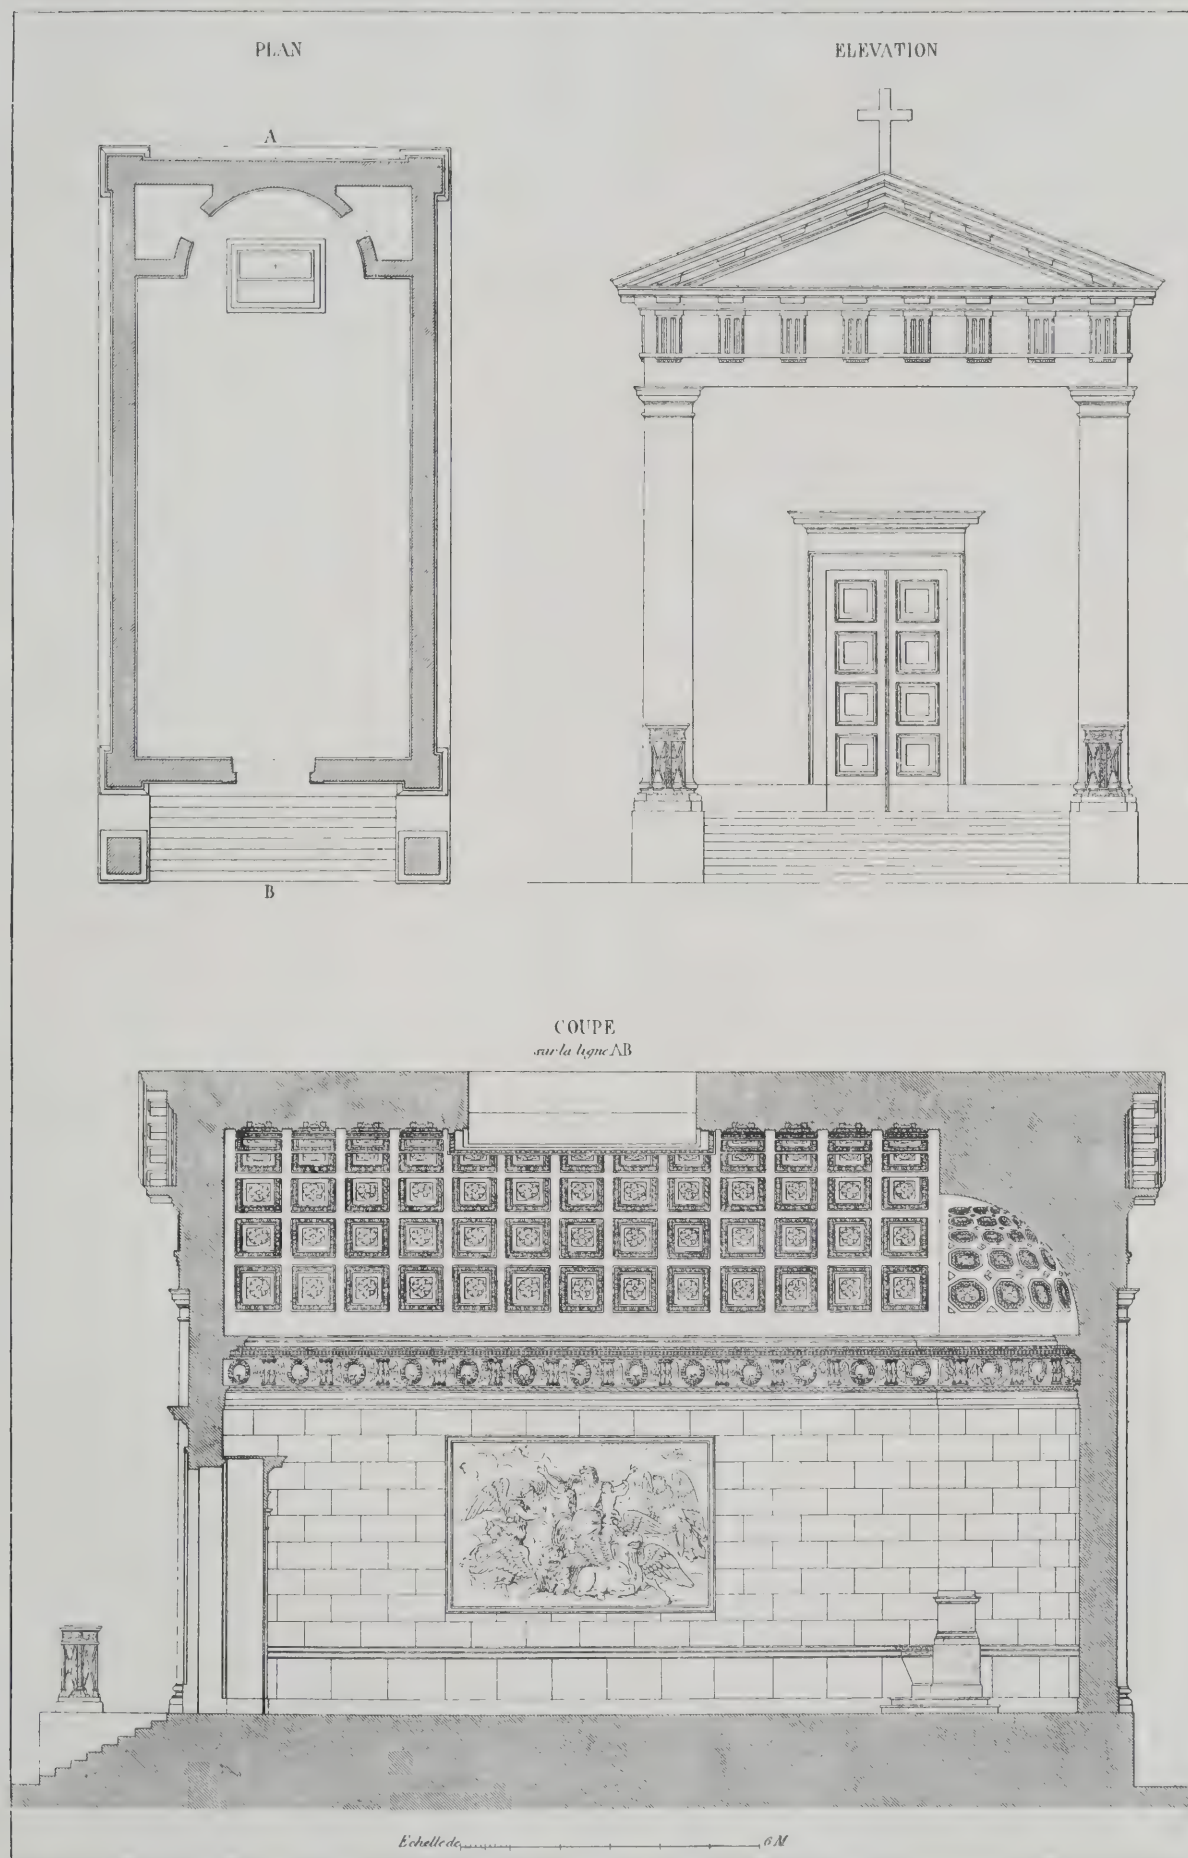 PLAN
ELEVATION
A
B
COUPE
sur la ligne AB
Echelle de 6 M